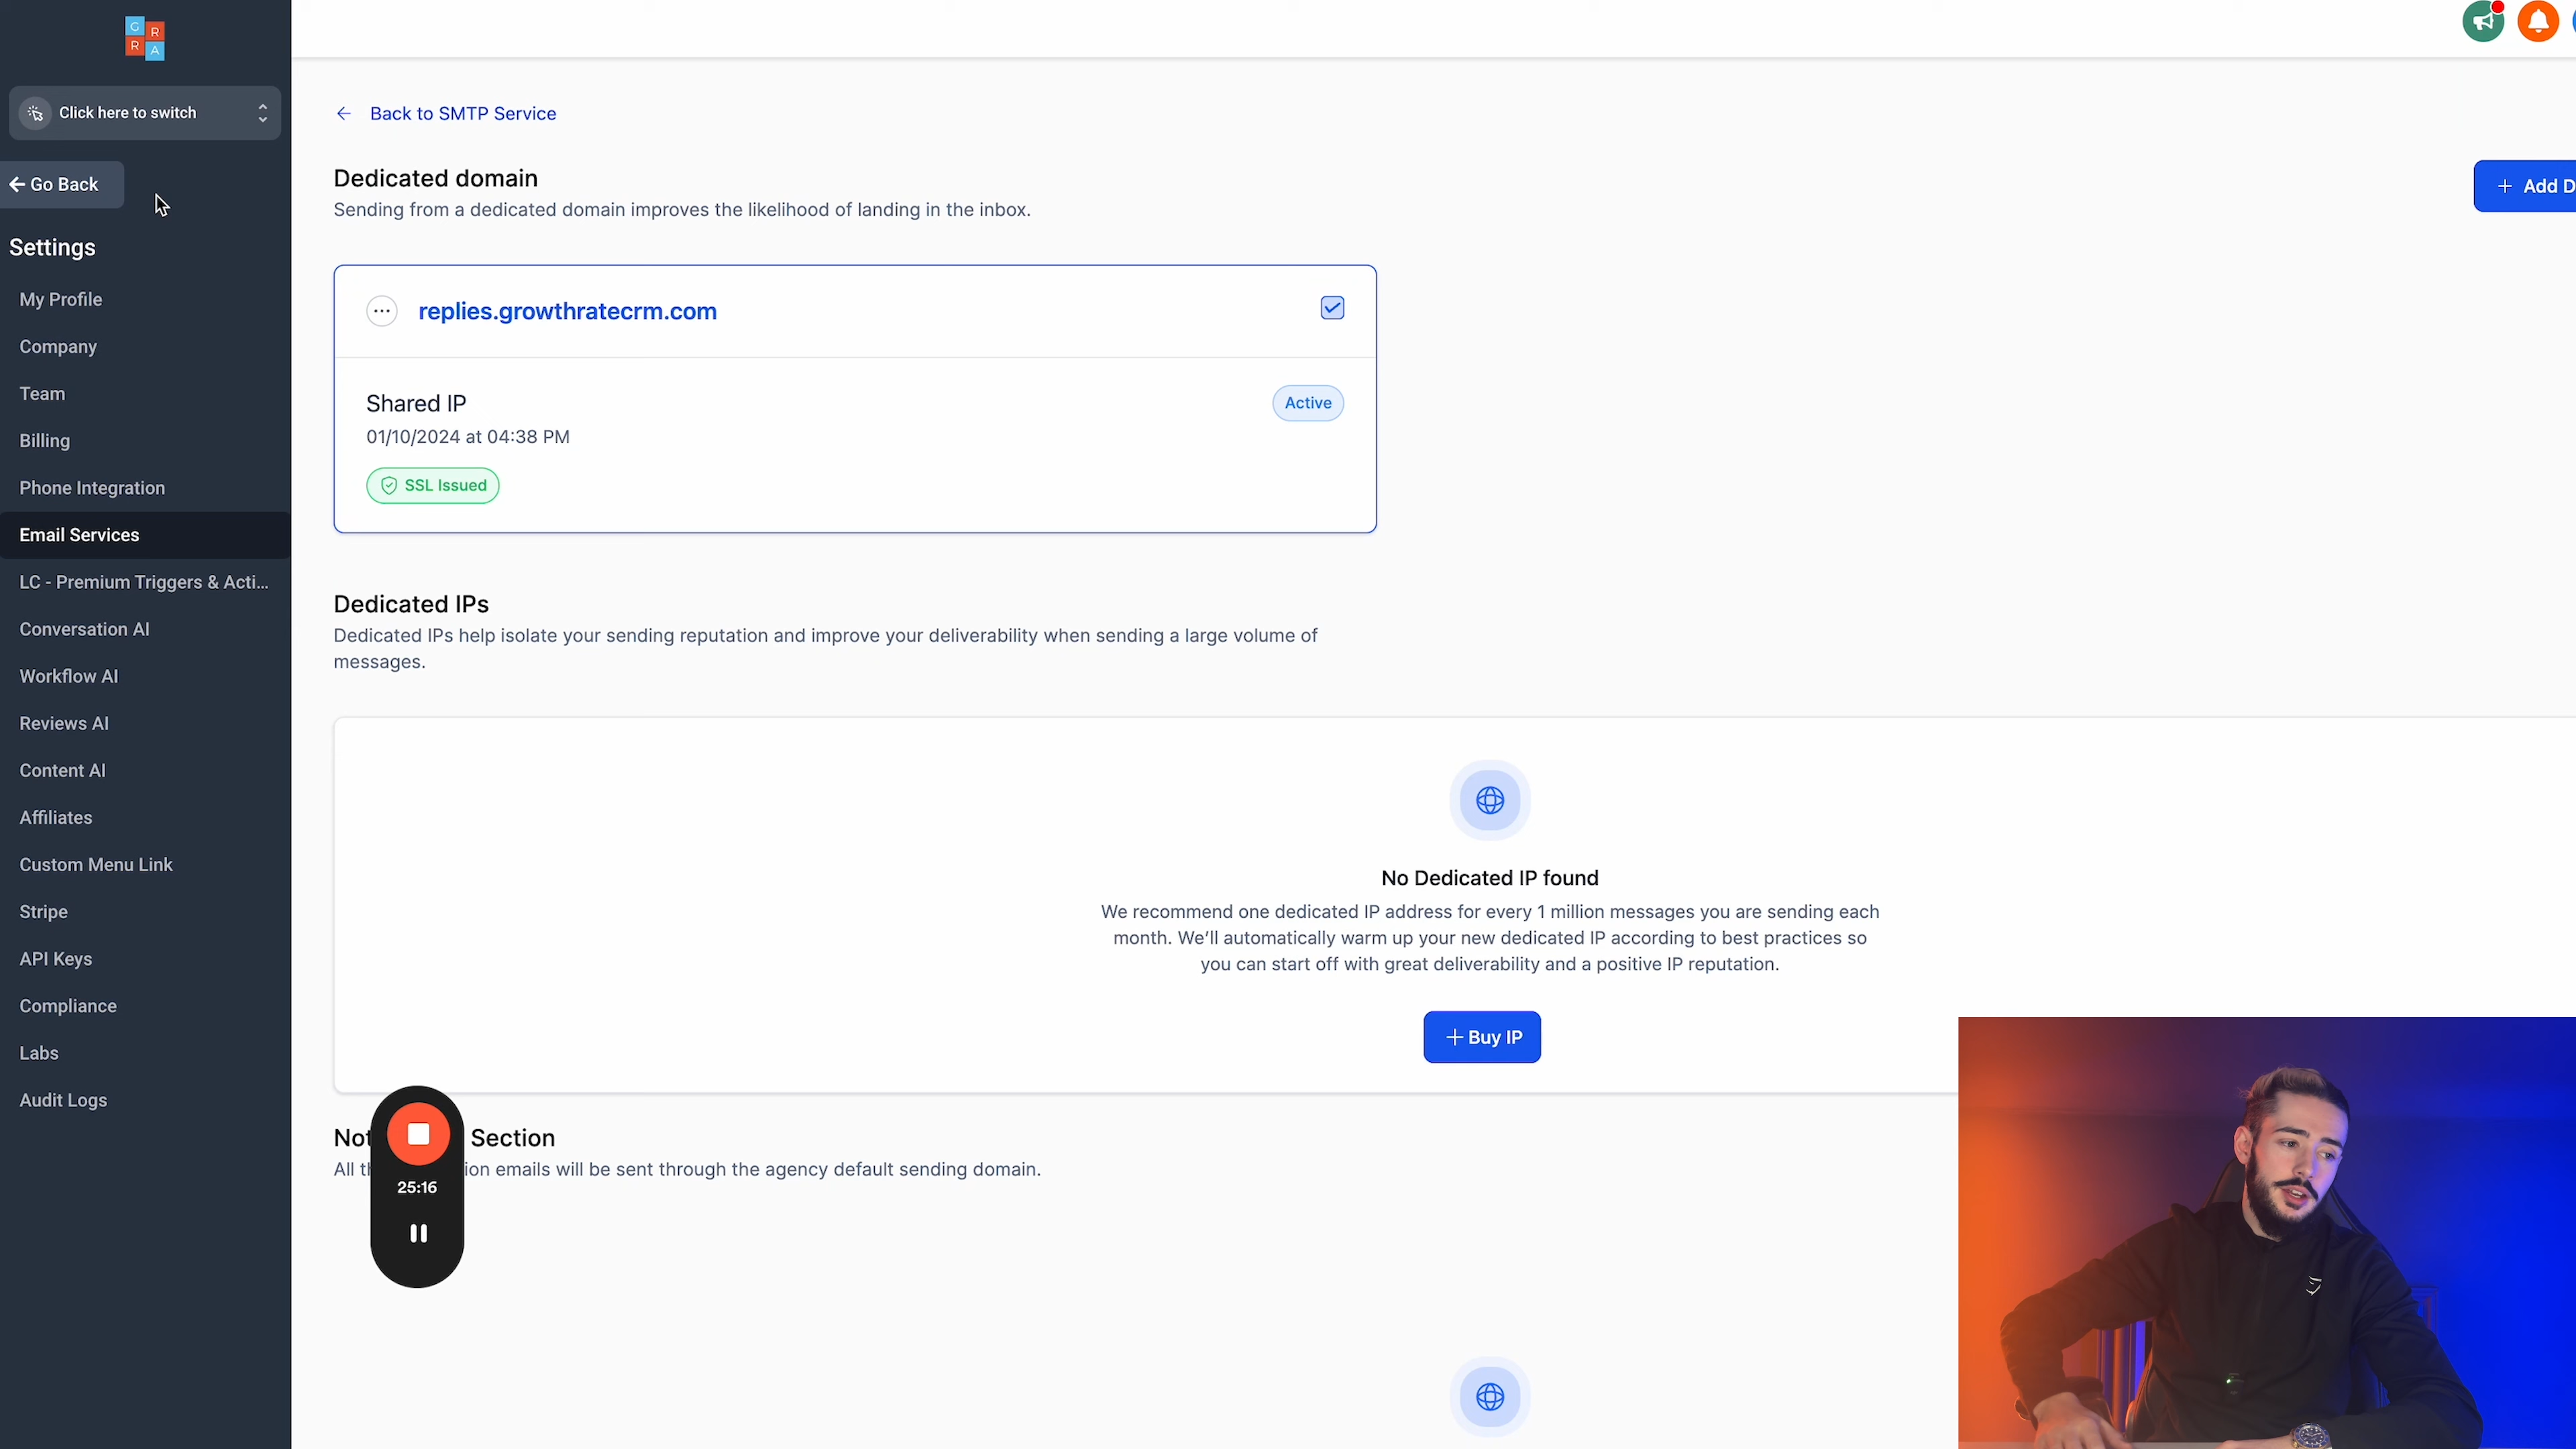 G
R
R
A
Click here to switch
Go Back
Settings
My Profile
Company
Team
Billing
Phone Integration
Email Services
LC - Premium Triggers & Acti...
Conversation AI
Workflow AI
Reviews AI
Content AI
Affiliates
Custom Menu Link
Stripe
API Keys
Compliance
Labs
Audit Logs
Back to SMTP Service
Dedicated domain
Sending from a dedicated domain improves the likelihood of landing in the inbox.
+ Add D
replies.growthratecrm.com
Shared IP
Active
01/10/2024 at 04:38 PM
SSL Issued
Dedicated IPs
Dedicated IPs help isolate your sending reputation and improve your deliverability when sending a large volume of
messages.
No Dedicated IP found
We recommend one dedicated IP address for every 1 million messages you are sending each
month. We’ll automatically warm up your new dedicated IP according to best practices so
you can start off with great deliverability and a positive IP reputation.
+ Buy IP
Not Section
All th ion emails will be sent through the agency default sending domain.
25:16